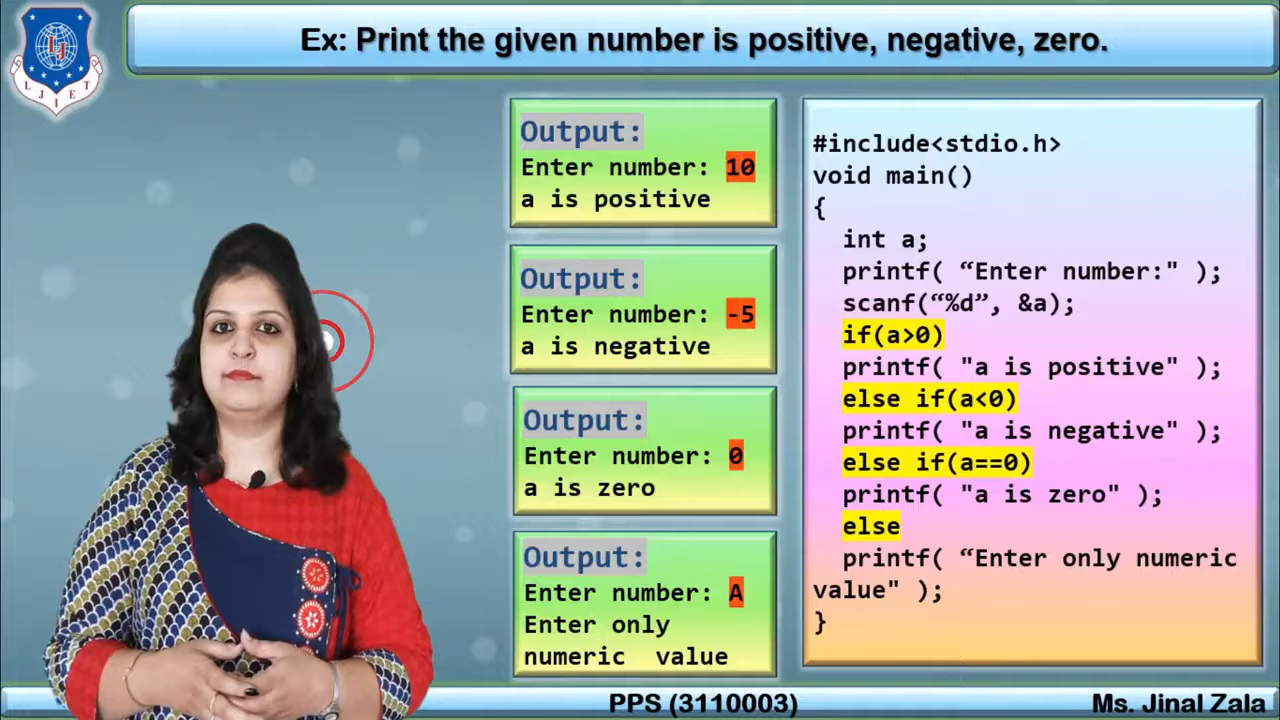 Ex: Print the given number is positive, negative, zero.
LJIET
Output:
Enter number: 10
a is positive
Output:
Enter number: -5
a is negative
Output:
Enter number: 0
a is zero
Output:
Enter number: A
Enter only
numeric value
#include<stdio.h>
void main()
{
int a;
printf( “Enter number:" );
scanf(“%d”, &a);
if(a>0)
printf( "a is positive" );
else if(a<0)
printf( "a is negative" );
else if(a==0)
printf( "a is zero" );
else
printf( “Enter only numeric
value" );
}
PPS (3110003)
Ms. Jinal Zala